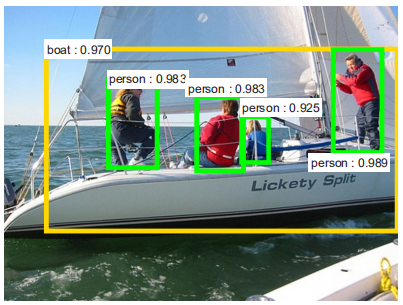 boat : 0.970
person : 0.983
person : 0.983
person : 0.925
person : 0.989
Lickety Split